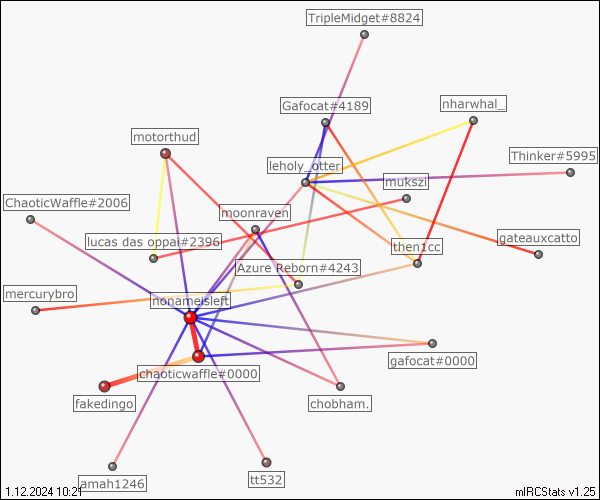 TripleMidget#8824
Gafocat#4189
nharwhal_
motorthud
leholy_otter
Thinker#5995
mukszi
ChaoticWaffle#2006
moonraven
lucas das oppai#2396
then1cc
gateauxcatto
Azure Reborn#4243
mercurybro
nonameisleft
gafocat#0000
chaoticwaffle#0000
fakedingo
chobham.
amah1246
tt532
1.12.2024 10:21
mIRCStats v1.25